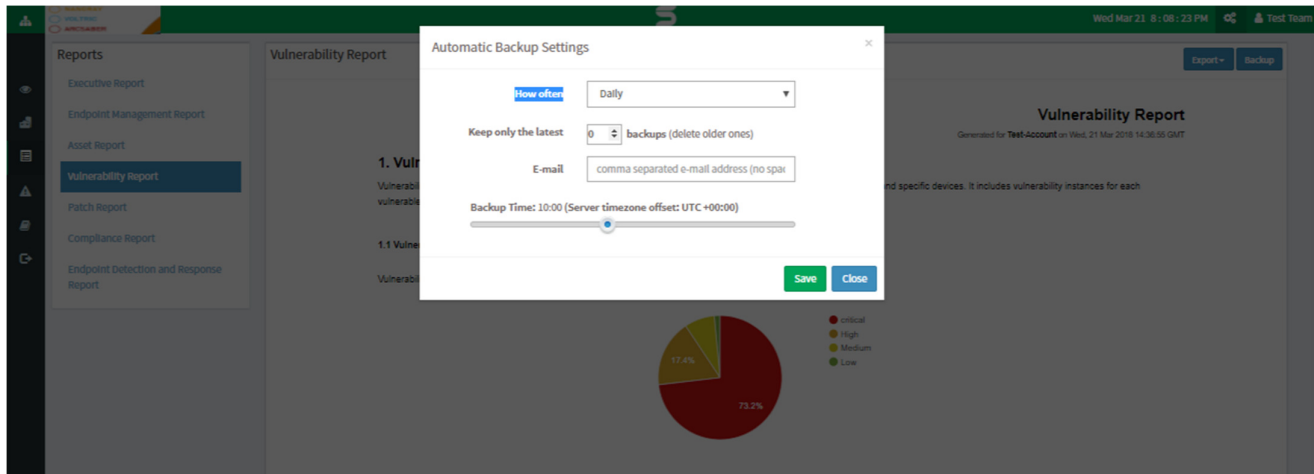 VOLTRIC
ARCSABER
Wed Mar 21 8 : 08 : 23 PM
Test Team
Reports
Executive Report
Endpoint Management Report
Asset Report
Vulnerability Report
Patch Report
Compliance Report
Endpoint Detection and Response
Report
Vulnerability Report
Export
Backup
Automatic Backup Settings
×
How often
Daily
Keep only the latest
0
backups (delete older ones)
E-mail
comma separated e-mail address (no spac
Backup Time: 10:00 (Server timezone offset: UTC +00:00)
Save
Close
Vulnerability Report
Generated for Test-Account on Wed, 21 Mar 2018 14:36:55 GMT
1. Vuln
Vulnerabil
nd specific devices. It includes vulnerability instances for each
vulnerable
1.1 Vulne
Vulnerabil
17.4%
73.2%
critical
High
Medium
Low